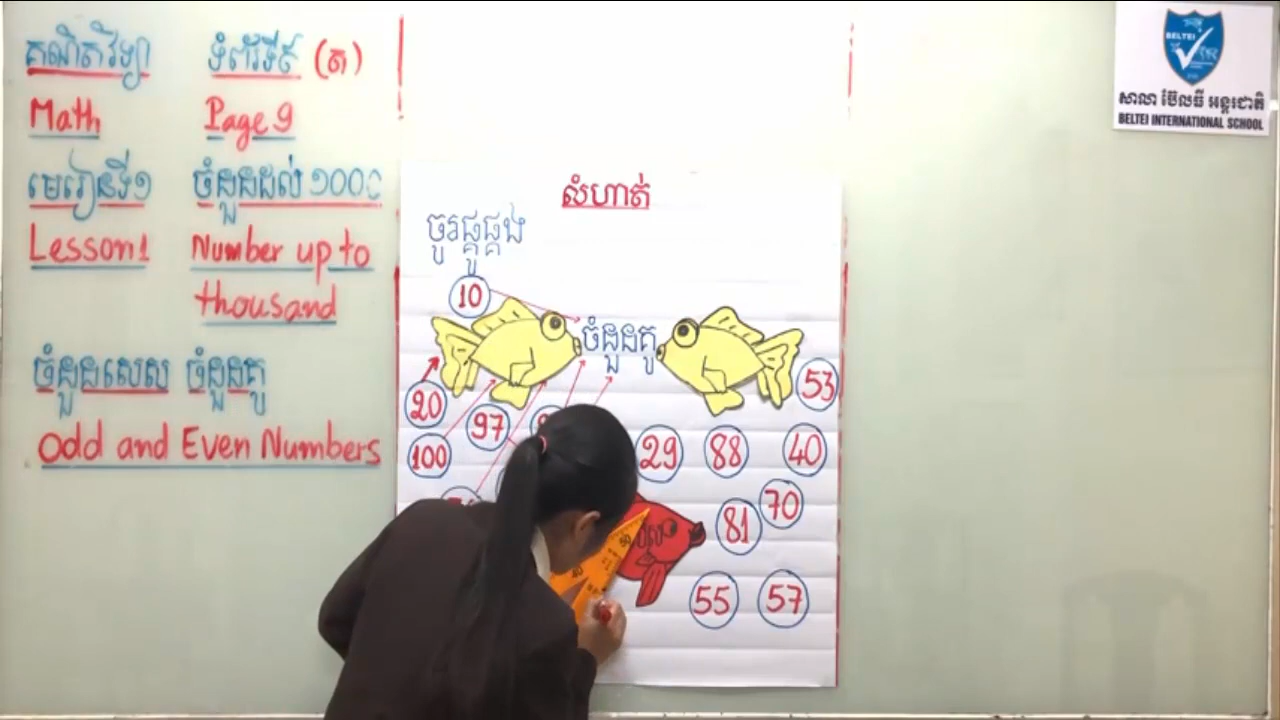 គណិតវិទ្យា ទំព័រទី៩ (ត)
Math Page 9
មេរៀនទី១ ចំនួនដល់ ១០០០
Lesson 1 Number up to
thousand
ចំនួនសេស ចំនួនគូ
Odd and Even Numbers
លំហាត់
ចូរផ្គូផ្គង
10
ចំនួនគូ
53
20
97
100
29
88
40
70
81
55
57
BELTEI
សាលា ប៊ែលធី អន្តរជាតិ
BELTEI INTERNATIONAL SCHOOL